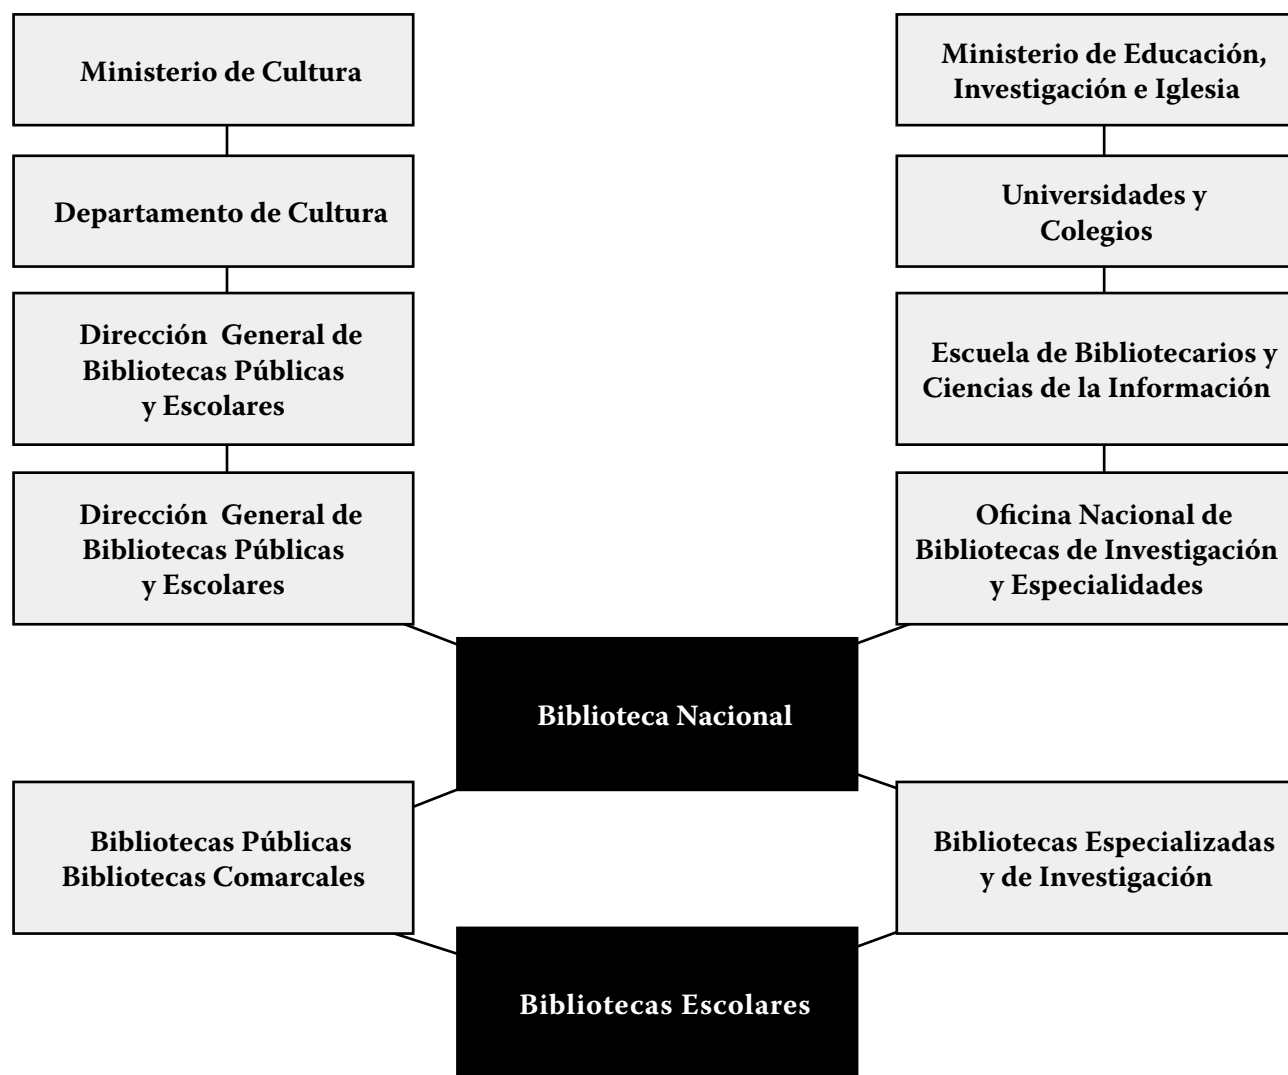 Ministerio de Cultura
Ministerio de Educación,
Investigación e Iglesia
Departamento de Cultura
Universidades y
Colegios
Dirección General de
Bibliotecas Públicas
y Escolares
Escuela de Bibliotecarios y
Ciencias de la Información
Dirección General de
Bibliotecas Públicas
y Escolares
Oficina Nacional de
Bibliotecas de Investigación
y Especialidades
Biblioteca Nacional
Bibliotecas Públicas
Bibliotecas Comarcales
Bibliotecas Especializadas
y de Investigación
Bibliotecas Escolares